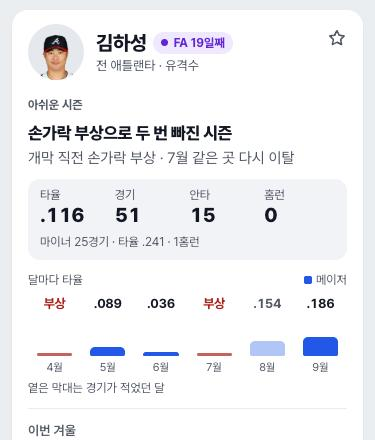 김하성 FA 19일째
전 애틀랜타 · 유격수
아쉬운 시즌
손가락 부상으로 두 번 빠진 시즌
개막 직전 손가락 부상 · 7월 같은 곳 다시 이탈
타율 경기 안타 홈런
.116 51 15 0
마이너 25경기 · 타율 .241 · 1홈런
달마다 타율 메이저
부상 .089 .036 부상 .154 .186
4월 5월 6월 7월 8월 9월
옅은 막대는 경기가 적었던 달
이번 겨울